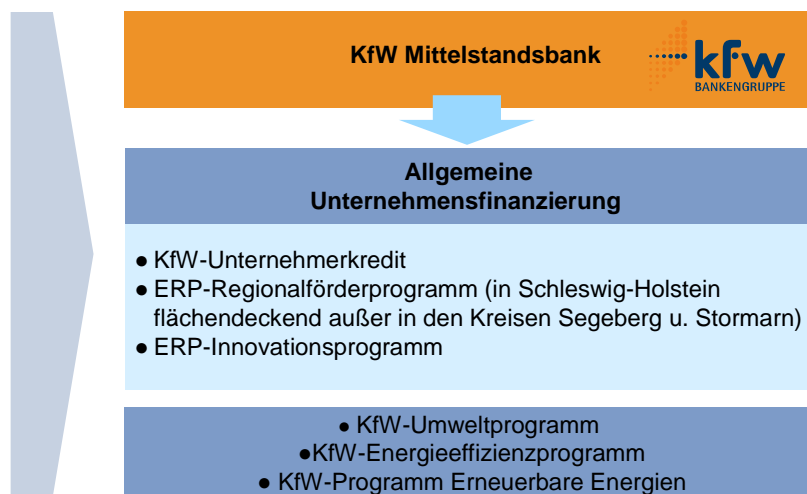 KfW Mittelstandsbank
kfw
BANKENGRUPPE
Allgemeine
Unternehmensfinanzierung
● KfW-Unternehmerkredit
● ERP-Regionalförderprogramm (in Schleswig-Holstein
flächendeckend außer in den Kreisen Segeberg u. Stormarn)
● ERP-Innovationsprogramm
● KfW-Umweltprogramm
●KfW-Energieeffizienzprogramm
● KfW-Programm Erneuerbare Energien